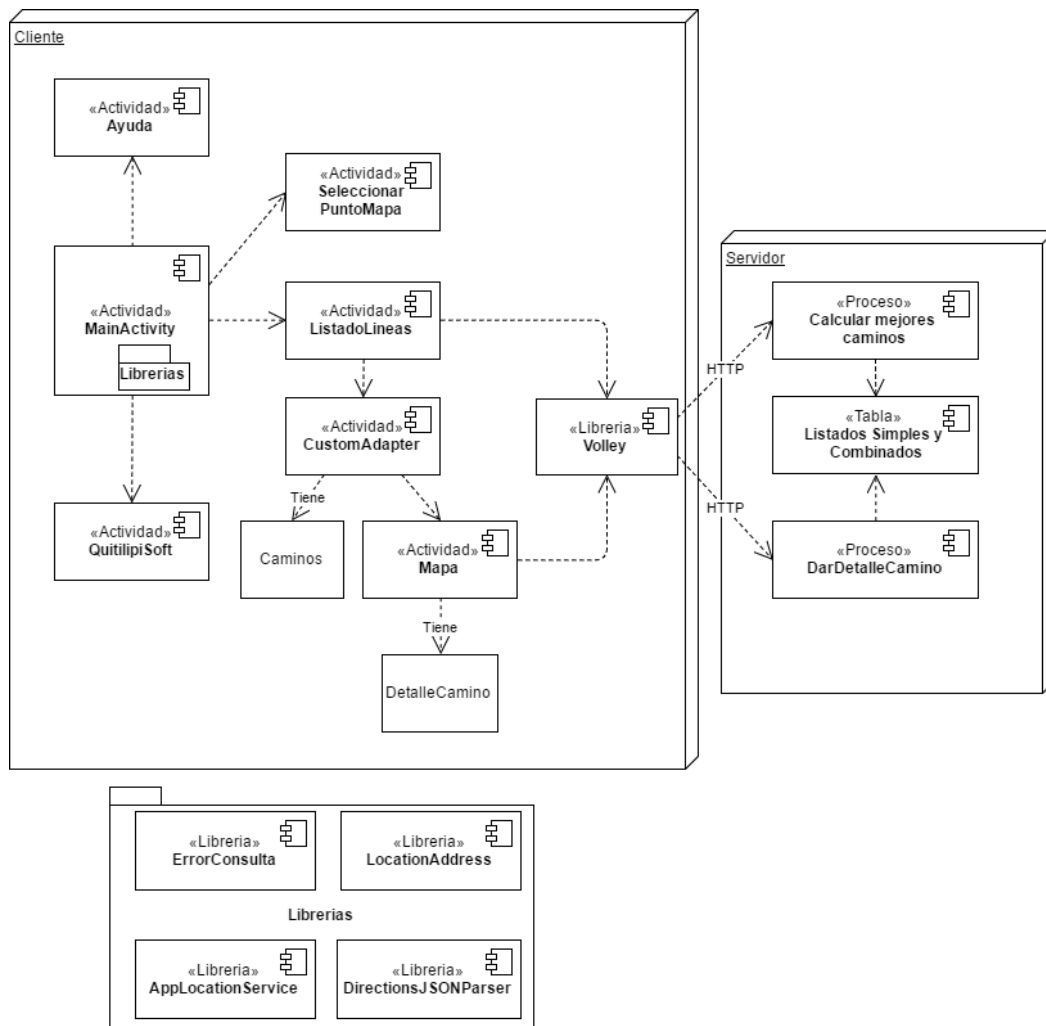 Cliente
«Actividad»
Ayuda
«Actividad»
Seleccionar
PuntoMapa
«Actividad»
MainActivity
Librerias
«Actividad»
ListadoLineas
«Actividad»
CustomAdapter
«Libreria»
Volley
Tiene
«Actividad»
QuitilipiSoft
Caminos
«Actividad»
Mapa
Tiene
DetalleCamino
HTTP
HTTP
Servidor
«Proceso»
Calcular mejores
caminos
«Tabla»
Listados Simples y
Combinados
«Proceso»
DarDetalleCamino
«Libreria»
ErrorConsulta
«Libreria»
LocationAddress
Librerias
«Libreria»
AppLocationService
«Libreria»
DirectionsJSONParser